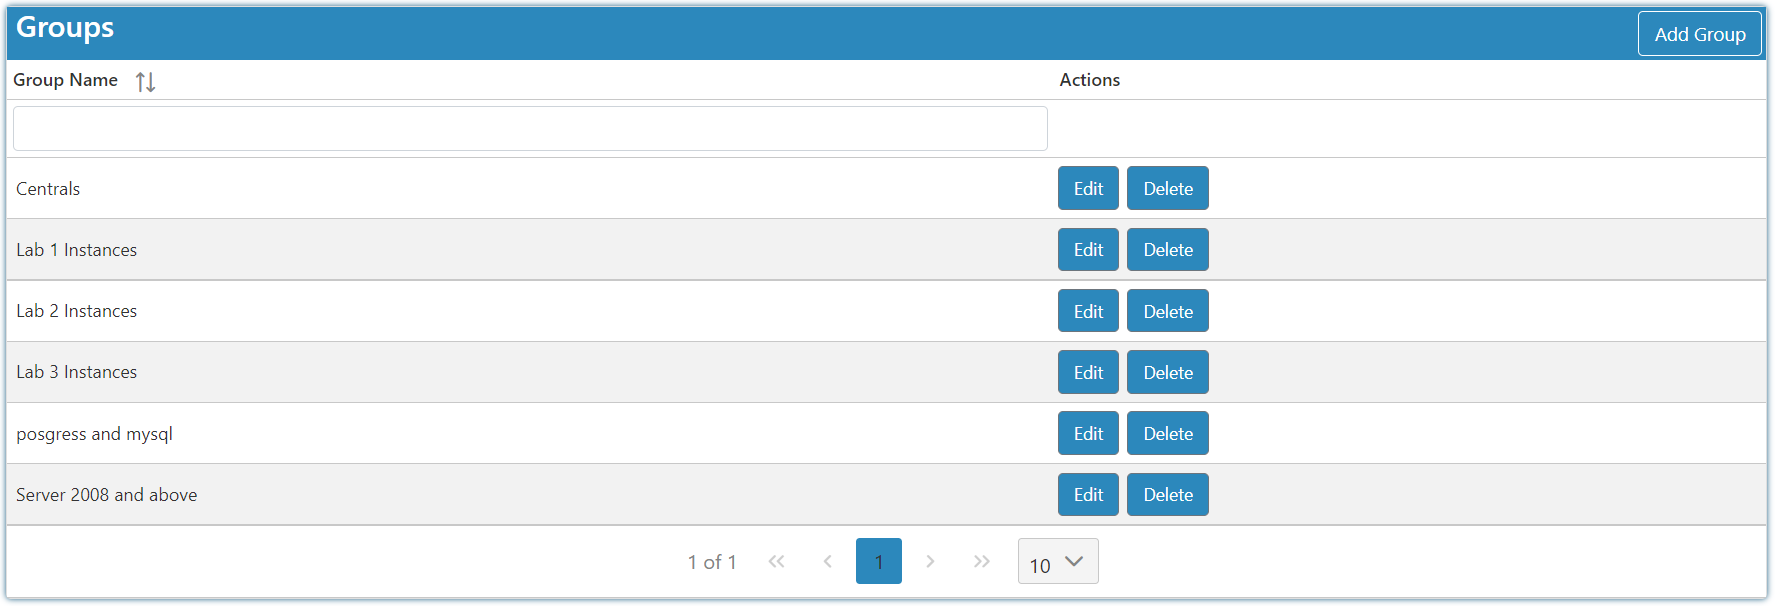 Groups
Add Group
Group Name
Actions
Centrals
Edit
Delete
Lab 1 Instances
Edit
Delete
Lab 2 Instances
Edit
Delete
Lab 3 Instances
Edit
Delete
posgress and mysql
Edit
Delete
Server 2008 and above
Edit
Delete
1 of 1
1
10